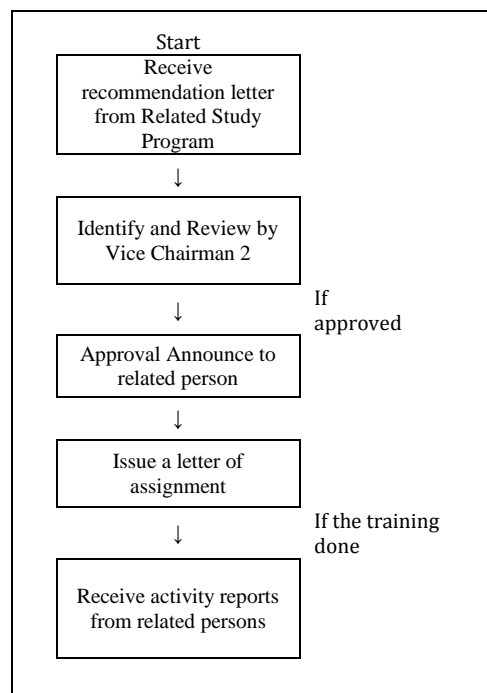 Start
Receive
recommendation letter
from Related Study
Program
↓
Identify and Review by
Vice Chairman 2
↓
If
approved
Approval Announce to
related person
↓
Issue a letter of
assignment
↓
If the training
done
Receive activity reports
from related persons